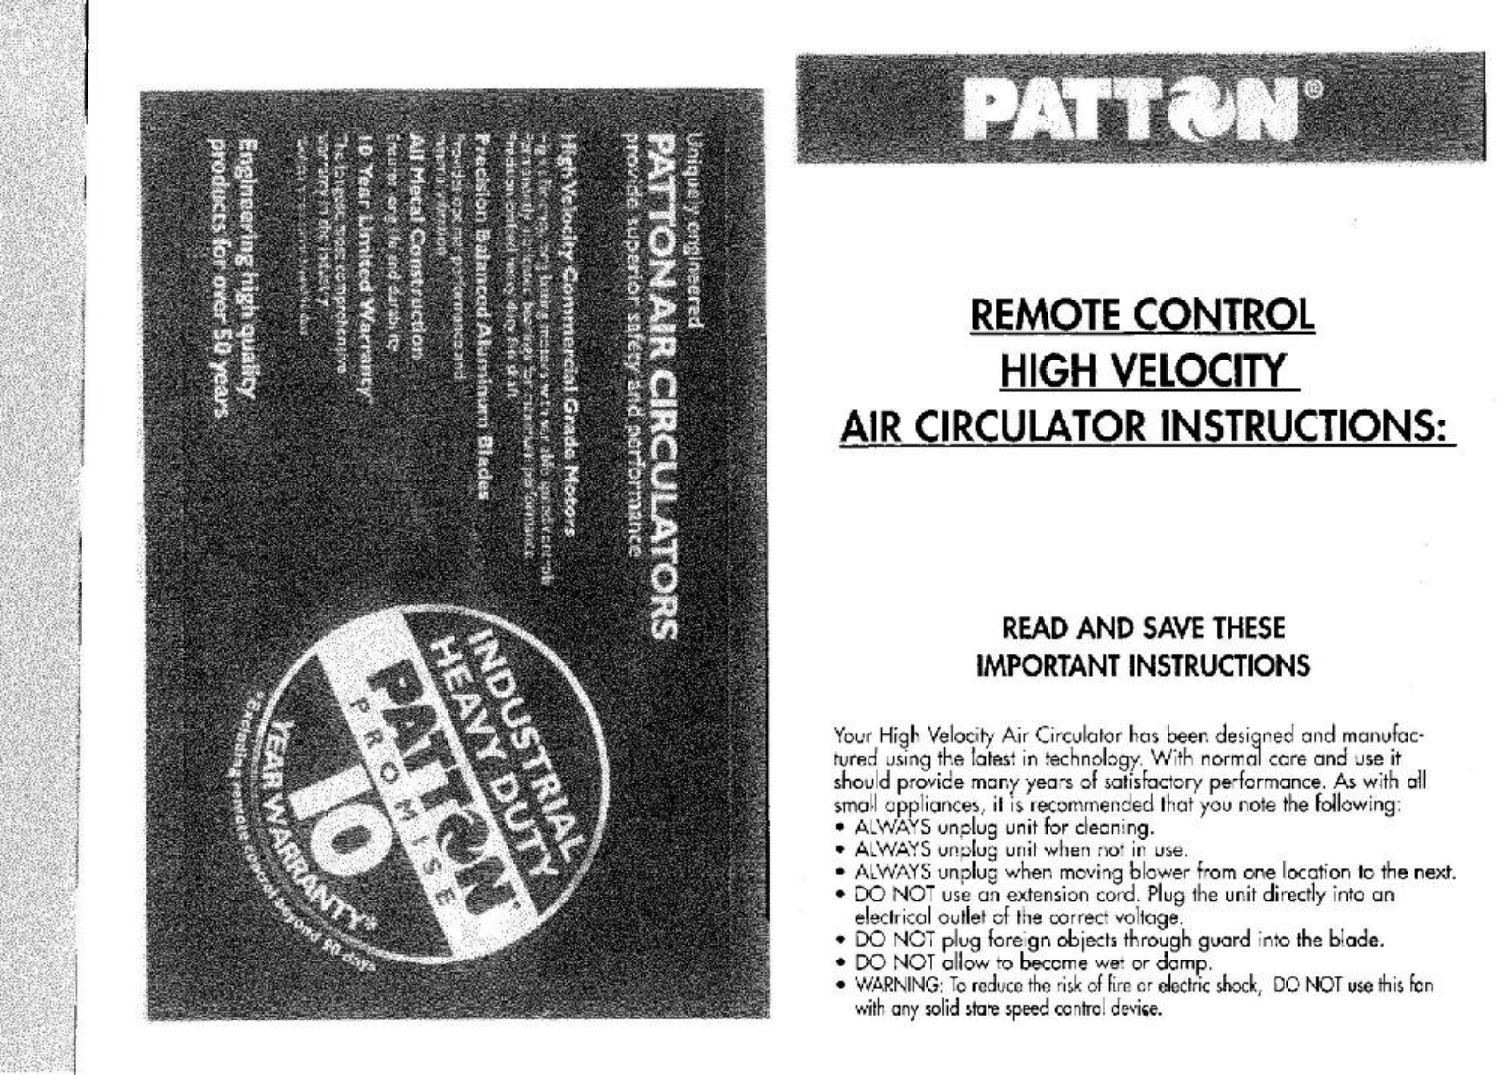 Uniquely engineered
PATTON AIR CIRCULATORS
provide superior safety and performance
High Velocity Commercial Grade Motors
Precision Balanced Aluminum Blades
All Metal Construction
10 Year Limited Warranty
Engineering high quality
products for over 50 years
INDUSTRIAL
HEAVY DUTY
PATTON
PROMISE
10
YEAR WARRANTY*
*Excluding remote control beyond 90 days
PATTON®
REMOTE CONTROL
HIGH VELOCITY
AIR CIRCULATOR INSTRUCTIONS:
READ AND SAVE THESE
IMPORTANT INSTRUCTIONS
Your High Velocity Air Circulator has been designed and manufac-
tured using the latest in technology. With normal care and use it
should provide many years of satisfactory performance. As with all
small appliances, it is recommended that you note the following:
• ALWAYS unplug unit for cleaning.
• ALWAYS unplug unit when not in use.
• ALWAYS unplug when moving blower from one location to the next.
• DO NOT use an extension cord. Plug the unit directly into an
electrical outlet of the correct voltage.
• DO NOT plug foreign objects through guard into the blade.
• DO NOT allow to become wet or damp.
• WARNING: To reduce the risk of fire or electric shock, DO NOT use this fan
with any solid state speed control device.